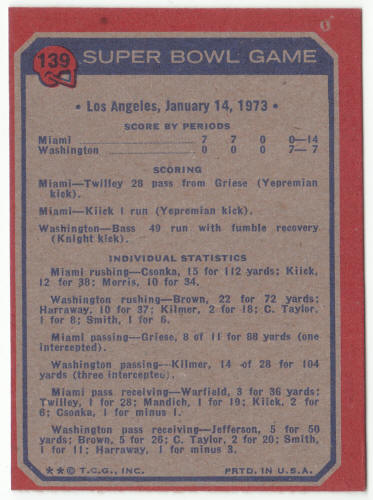 139 SUPER BOWL GAME
• Los Angeles, January 14, 1973 •
SCORE BY PERIODS
Miami 7 7 0 0—14
Washington 0 0 0 7— 7
SCORING
Miami—Twilley 28 pass from Griese (Yepremian
kick).
Miami—Kiick 1 run (Yepremian kick).
Washington—Bass 49 run with fumble recovery
(Knight kick).
INDIVIDUAL STATISTICS
Miami rushing—Csonka, 15 for 112 yards; Kiick,
12 for 38; Morris, 10 for 34.
Washington rushing—Brown, 22 for 72 yards;
Harraway, 10 for 37; Kilmer, 2 for 18; C. Taylor,
1 for 8; Smith, 1 for 6.
Miami passing—Griese, 8 of 11 for 88 yards (one
intercepted).
Washington passing—Kilmer, 14 of 28 for 104
yards (three intercepted).
Miami pass receiving—Warfield, 3 for 36 yards;
Twilley, 1 for 28; Mandich, 1 for 19; Kiick, 2 for
6; Csonka, 1 for minus 1.
Washington pass receiving—Jefferson, 5 for 50
yards; Brown, 5 for 26; C. Taylor, 2 for 20; Smith,
1 for 11; Harraway, 1 for minus 3.
★★© T.C.G., INC. PRTD. IN U.S.A.